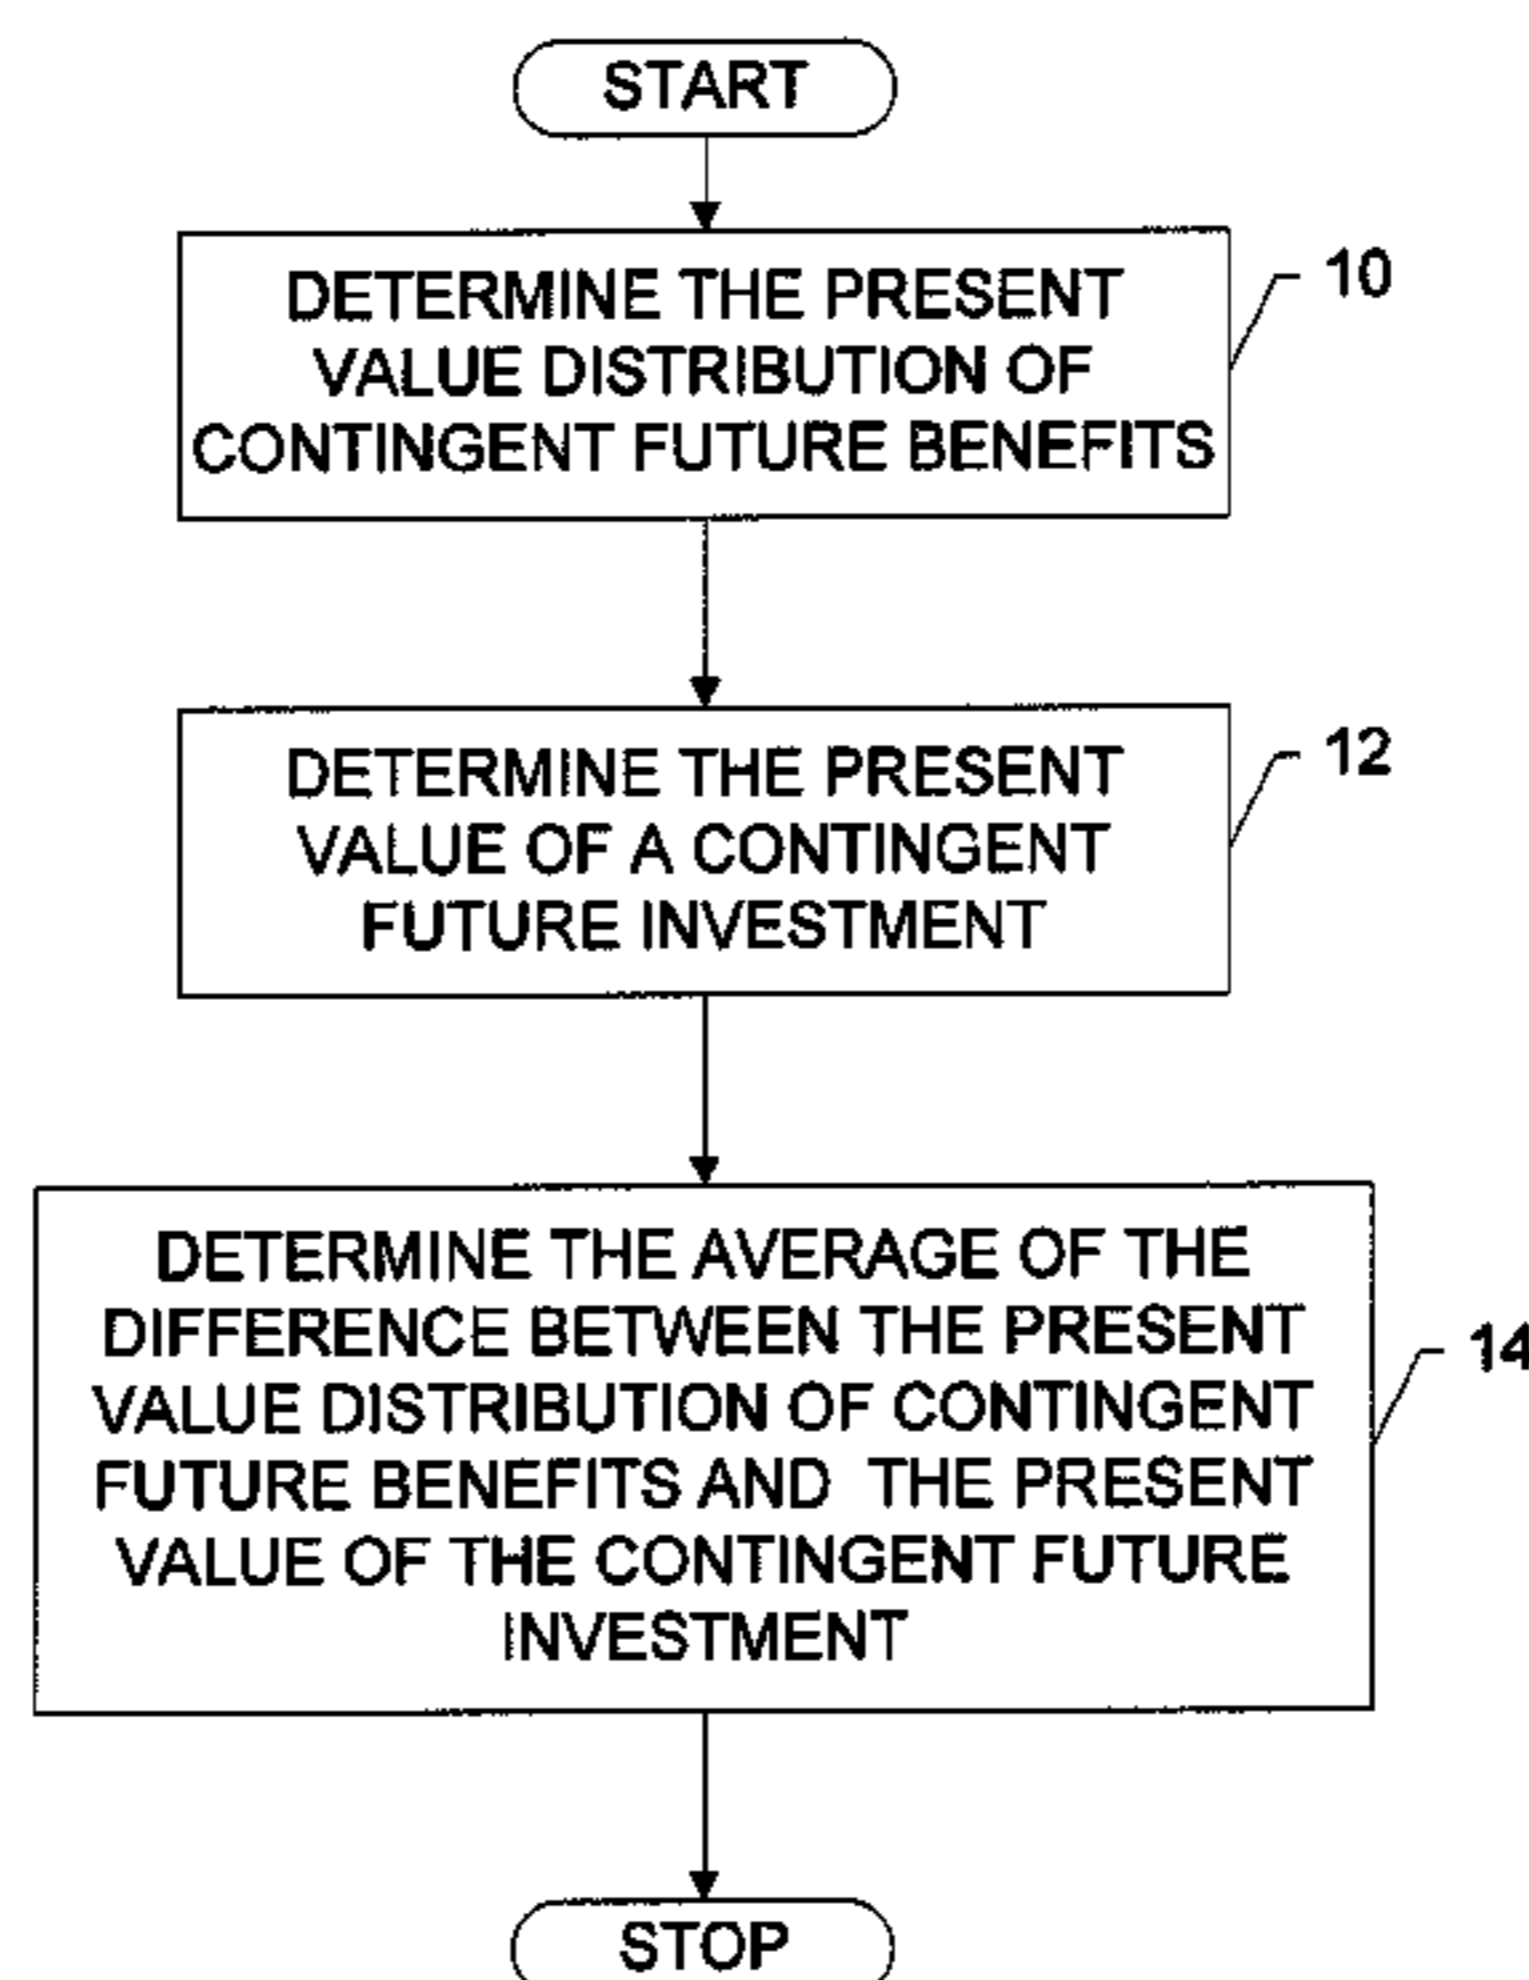 START
DETERMINE THE PRESENT
VALUE DISTRIBUTION OF
CONTINGENT FUTURE BENEFITS
10
DETERMINE THE PRESENT
VALUE OF A CONTINGENT
FUTURE INVESTMENT
12
DETERMINE THE AVERAGE OF THE
DIFFERENCE BETWEEN THE PRESENT
VALUE DISTRIBUTION OF CONTINGENT
FUTURE BENEFITS AND THE PRESENT
VALUE OF THE CONTINGENT FUTURE
INVESTMENT
14
STOP